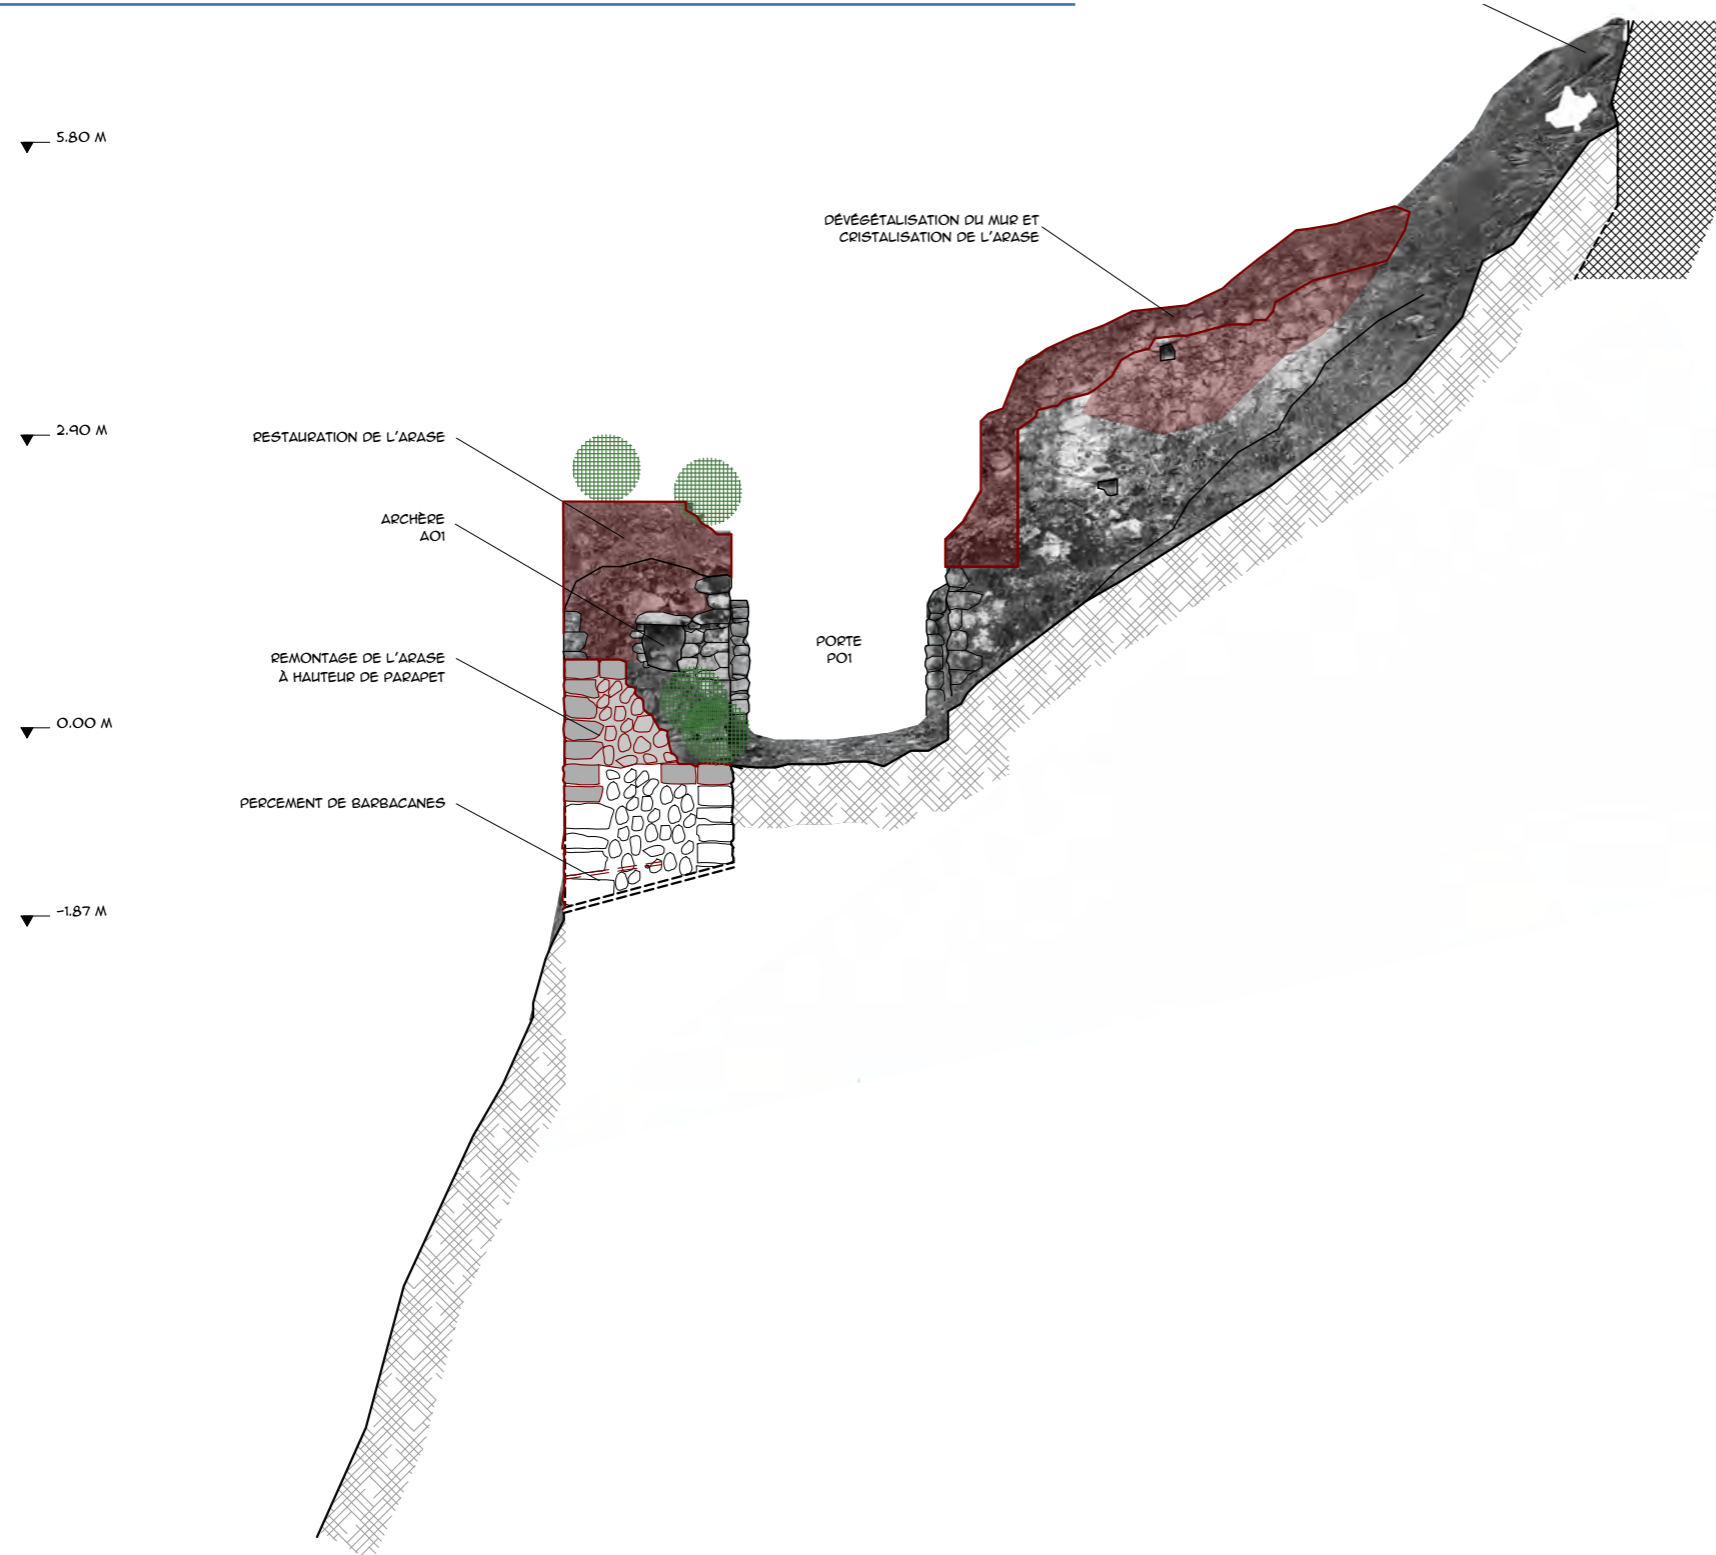 5.80 M
DÉVÉGÉTALISATION DU MUR ET
CRISTALISATION DE L'ARASE
2.90 M
RESTAURATION DE L'ARASE
ARCHÈRE
A01
PORTE
P01
REMONTAGE DE L'ARASE
À HAUTEUR DE PARAPET
0.00 M
PERCEMENT DE BARBACANES
-1.87 M